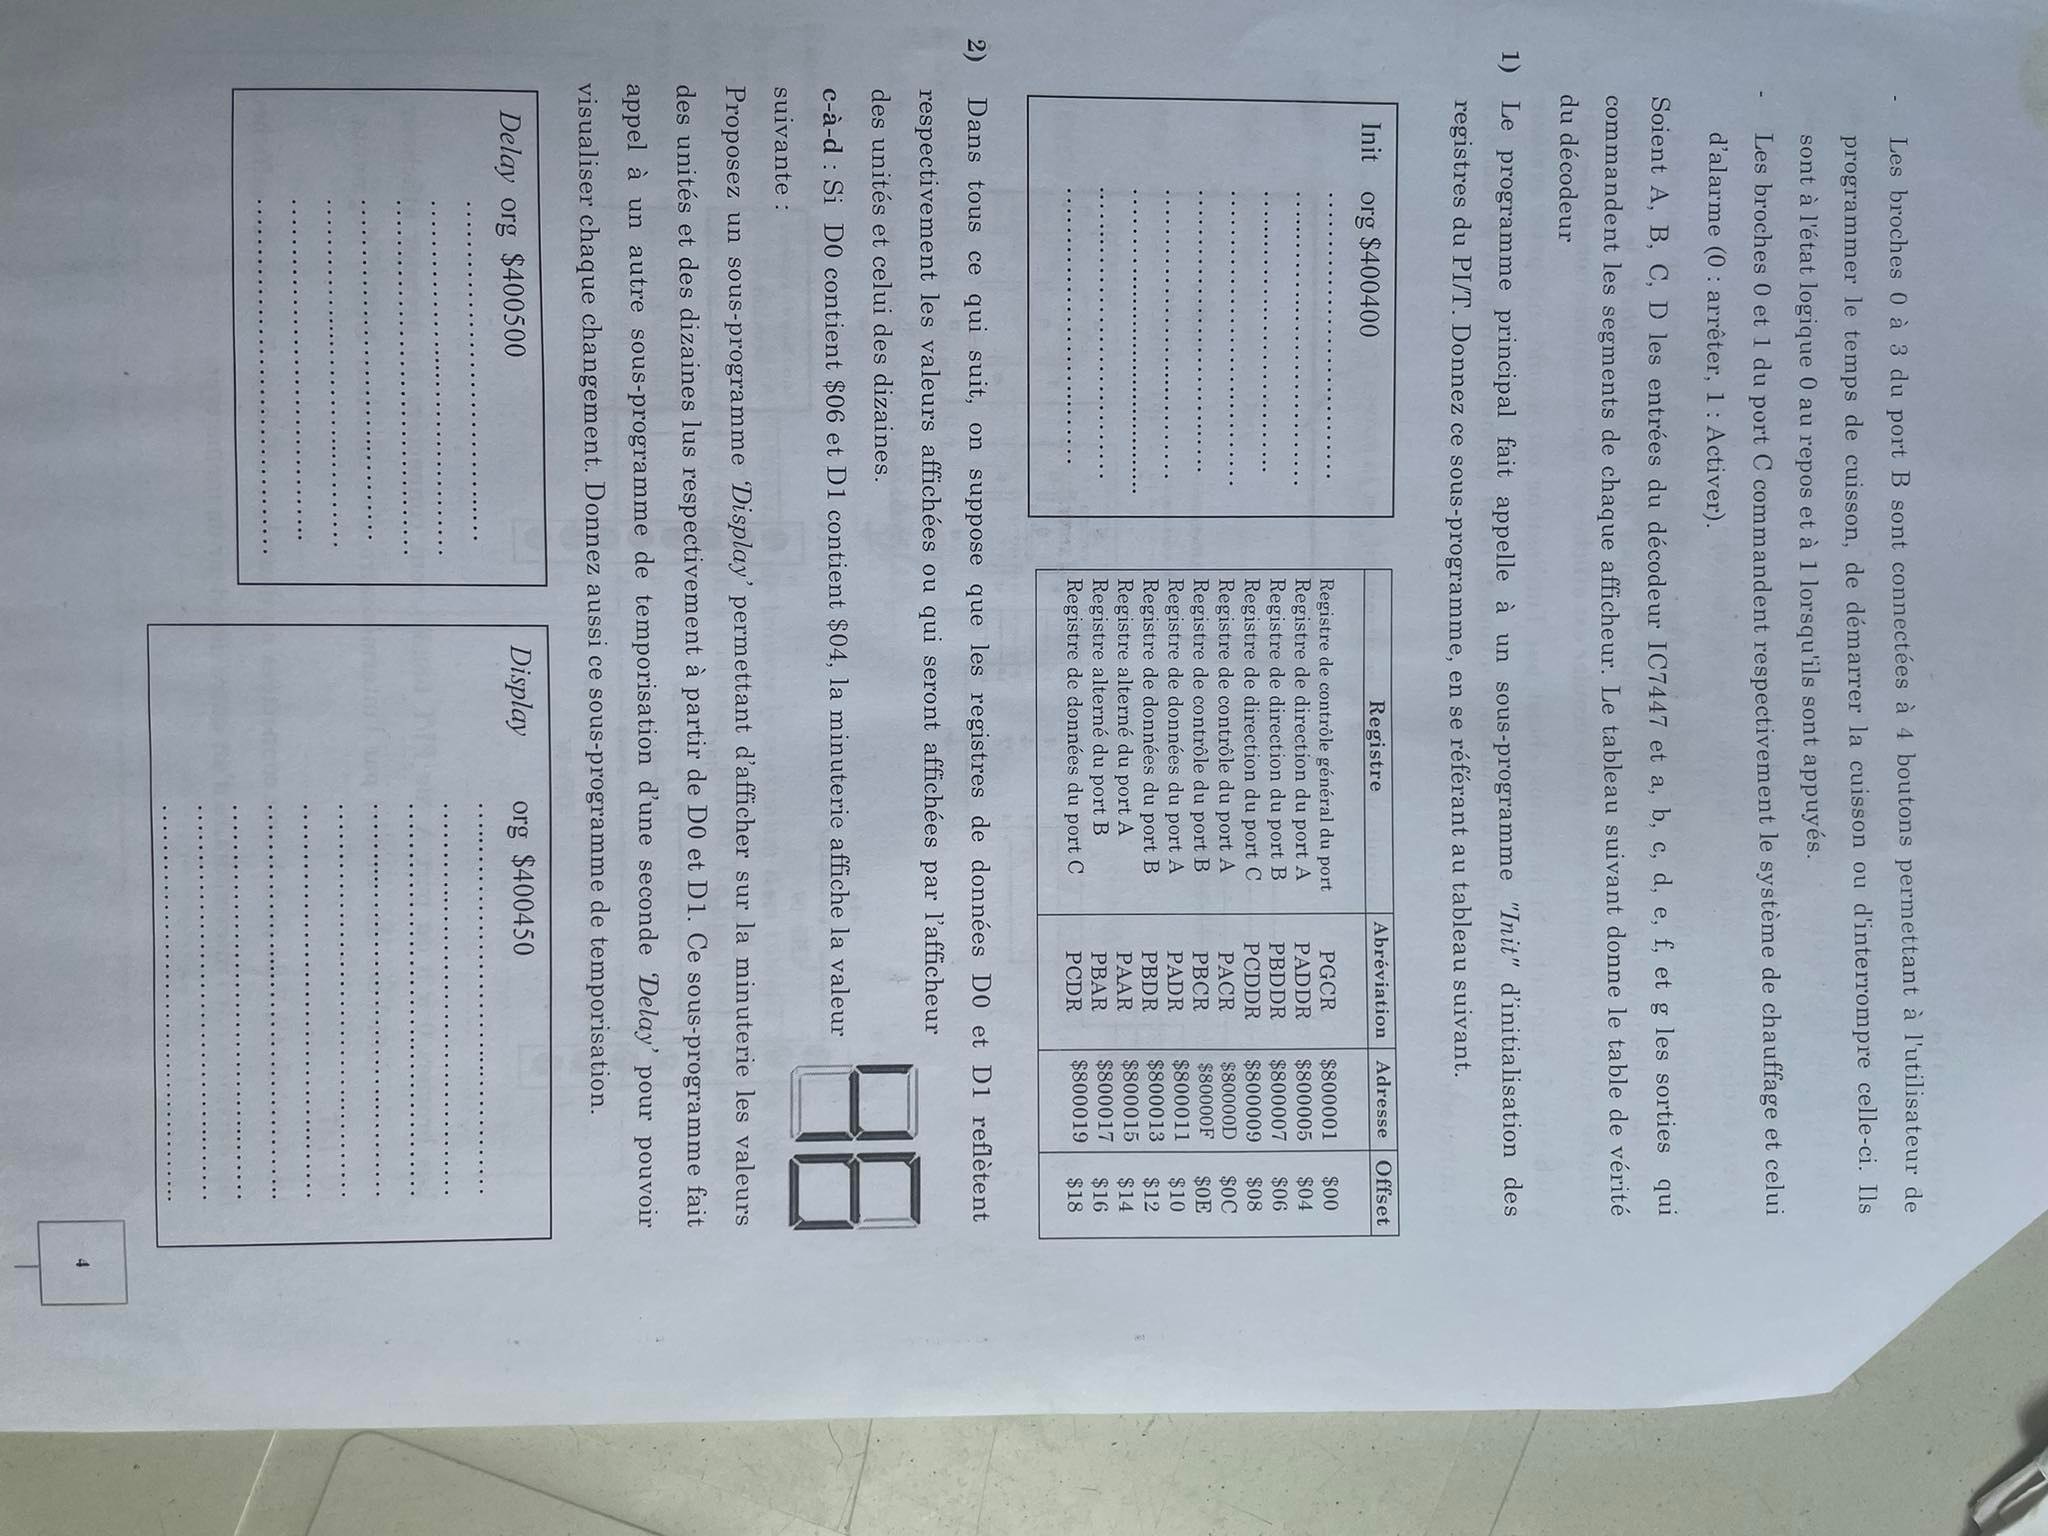 - Les broches 0 à 3 du port B sont connectées à 4 boutons permettant à l'utilisateur de
programmer le temps de cuisson, de démarrer la cuisson ou d'interrompre celle-ci. Ils
sont à l'état logique 0 au repos et à 1 lorsqu'ils sont appuyés.
- Les broches 0 et 1 du port C commandent respectivement le système de chauffage et celui
d'alarme (0 : arrêter, 1 : Activer).
Soient A, B, C, D les entrées du décodeur IC7447 et a, b, c, d, e, f, et g les sorties qui
commandent les segments de chaque afficheur. Le tableau suivant donne le table de vérité
du décodeur
1) Le programme principal fait appelle à un sous-programme "Init" d'initialisation des
registres du PI/T. Donnez ce sous-programme, en se référant au tableau suivant.
Init org $400400
Registre Abréviation Adresse Offset
Registre de contrôle général du port PGCR $800001 $00
Registre de direction du port A PADDR $800005 $04
Registre de direction du port B PBDDR $800007 $06
Registre de direction du port C PCDDR $800009 $08
Registre de contrôle du port A PACR $80000D $0C
Registre de contrôle du port B PBCR $80000F $0E
Registre de données du port A PADR $800011 $10
Registre de données du port B PBDR $800013 $12
Registre alterné du port A PAAR $800015 $14
Registre alterné du port B PBAR $800017 $16
Registre de données du port C PCDR $800019 $18
2) Dans tous ce qui suit, on suppose que les registres de données D0 et D1 reflètent
respectivement les valeurs affichées ou qui seront affichées par l'afficheur
des unités et celui des dizaines.
c-à-d : Si D0 contient $06 et D1 contient $04, la minuterie affiche la valeur
suivante :
46
Proposez un sous-programme 'Display' permettant d'afficher sur la minuterie les valeurs
des unités et des dizaines lus respectivement à partir de D0 et D1. Ce sous-programme fait
appel à un autre sous-programme de temporisation d'une seconde 'Delay' pour pouvoir
visualiser chaque changement. Donnez aussi ce sous-programme de temporisation.
Delay org $400500
Display org $400450
4